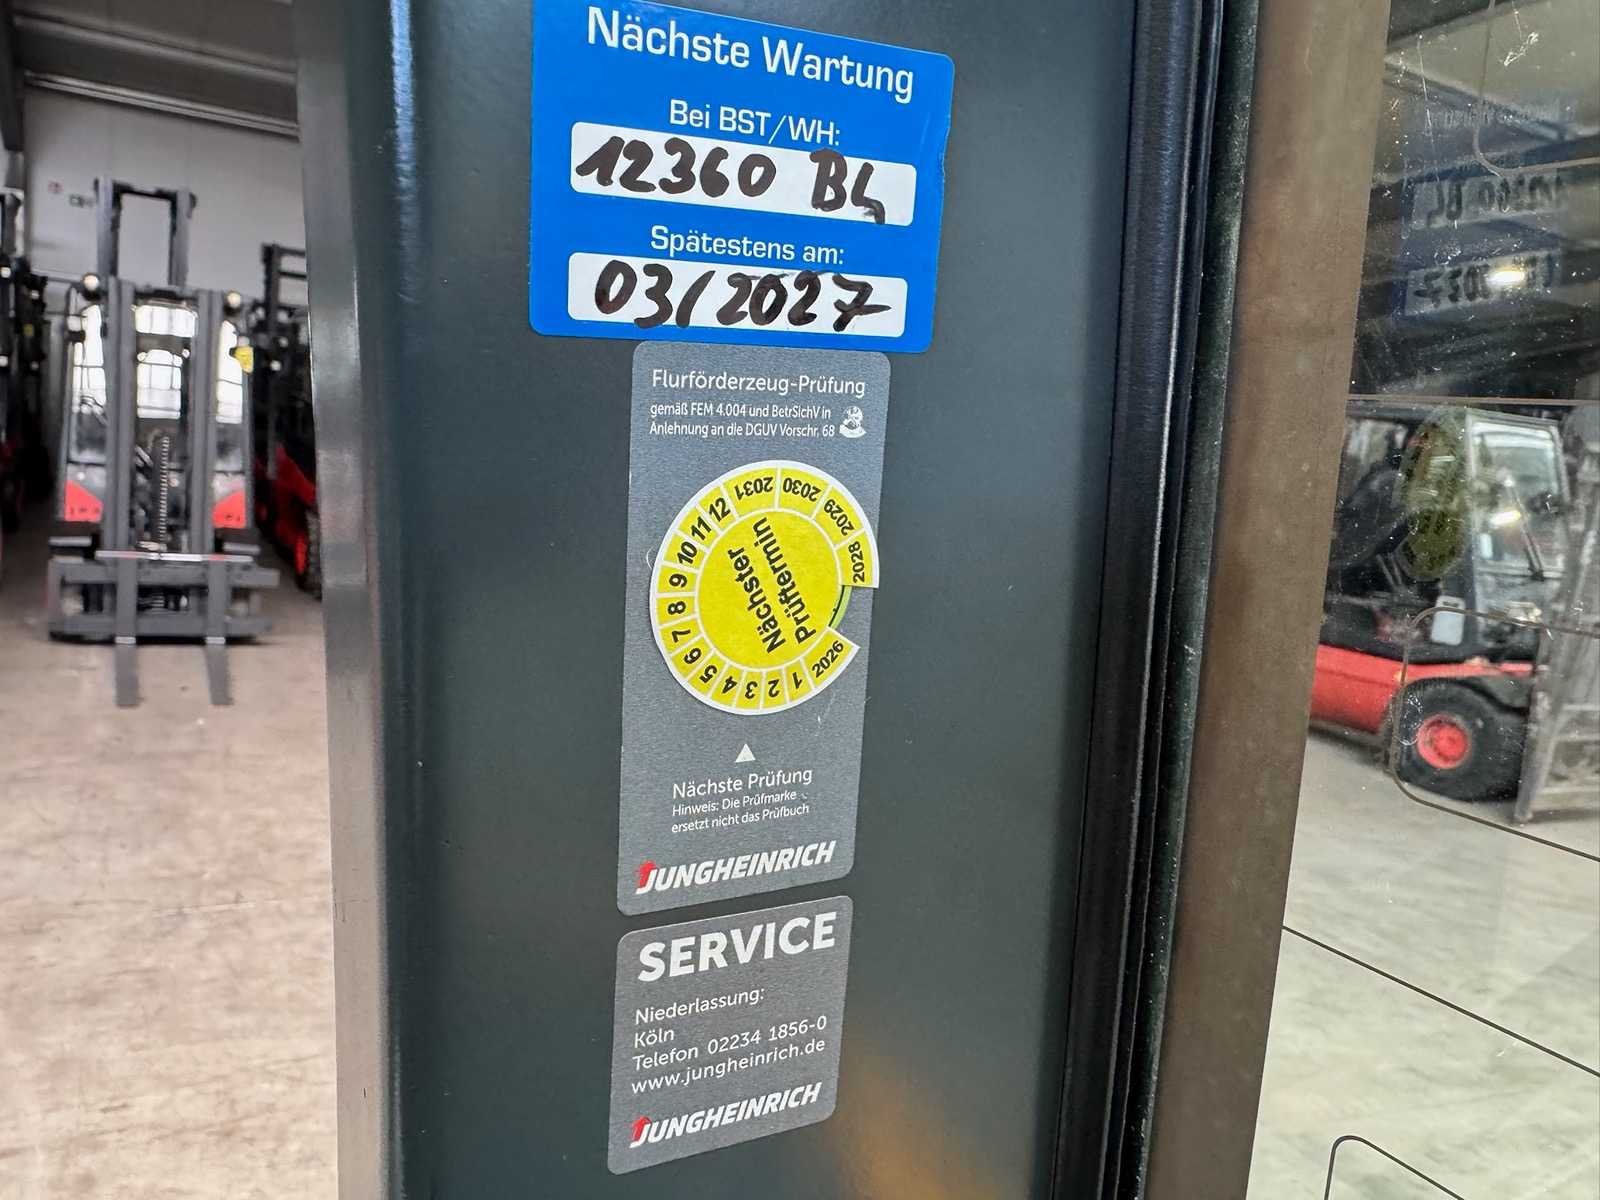 Nächste Wartung
Bei BST/WH:
12360 Bh
Spätestens am:
03/2027
Flurförderzeug-Prüfung
gemäß FEM 4.004 und BetrSichV in
Anlehnung an die DGUV Vorschr. 68
2026 1 2 3 4 5 6 7 8 9 10 11 12 2031 2030 2029 2028
Nächster
Prüftermin
Nächste Prüfung
Hinweis: Die Prüfmarke
ersetzt nicht das Prüfbuch
JUNGHEINRICH
SERVICE
Niederlassung:
Köln
Telefon 02234 1856-0
www.jungheinrich.de
JUNGHEINRICH